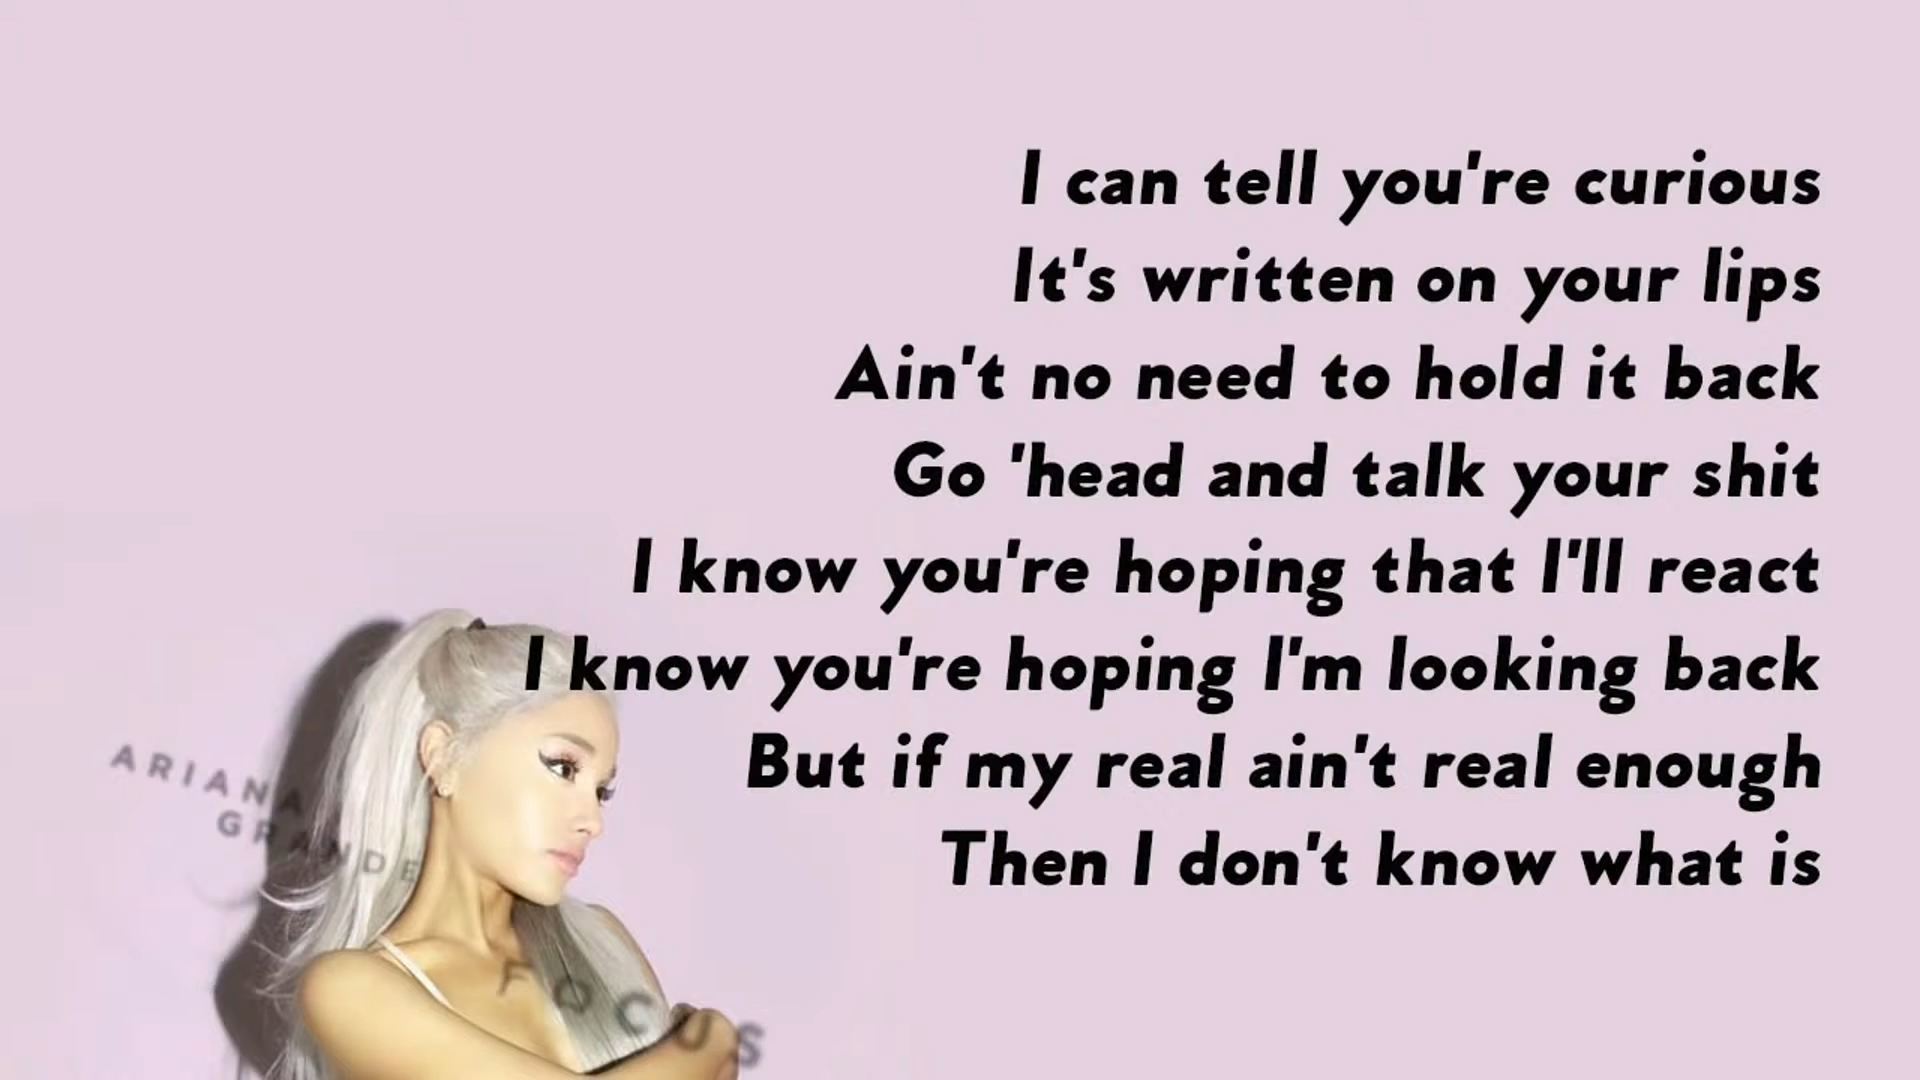 I can tell you're curious
It's written on your lips
Ain't no need to hold it back
Go 'head and talk your shit
I know you're hoping that I'll react
I know you're hoping I'm looking back
But if my real ain't real enough
Then I don't know what is
ARIANA
GRANDE
FOCUS